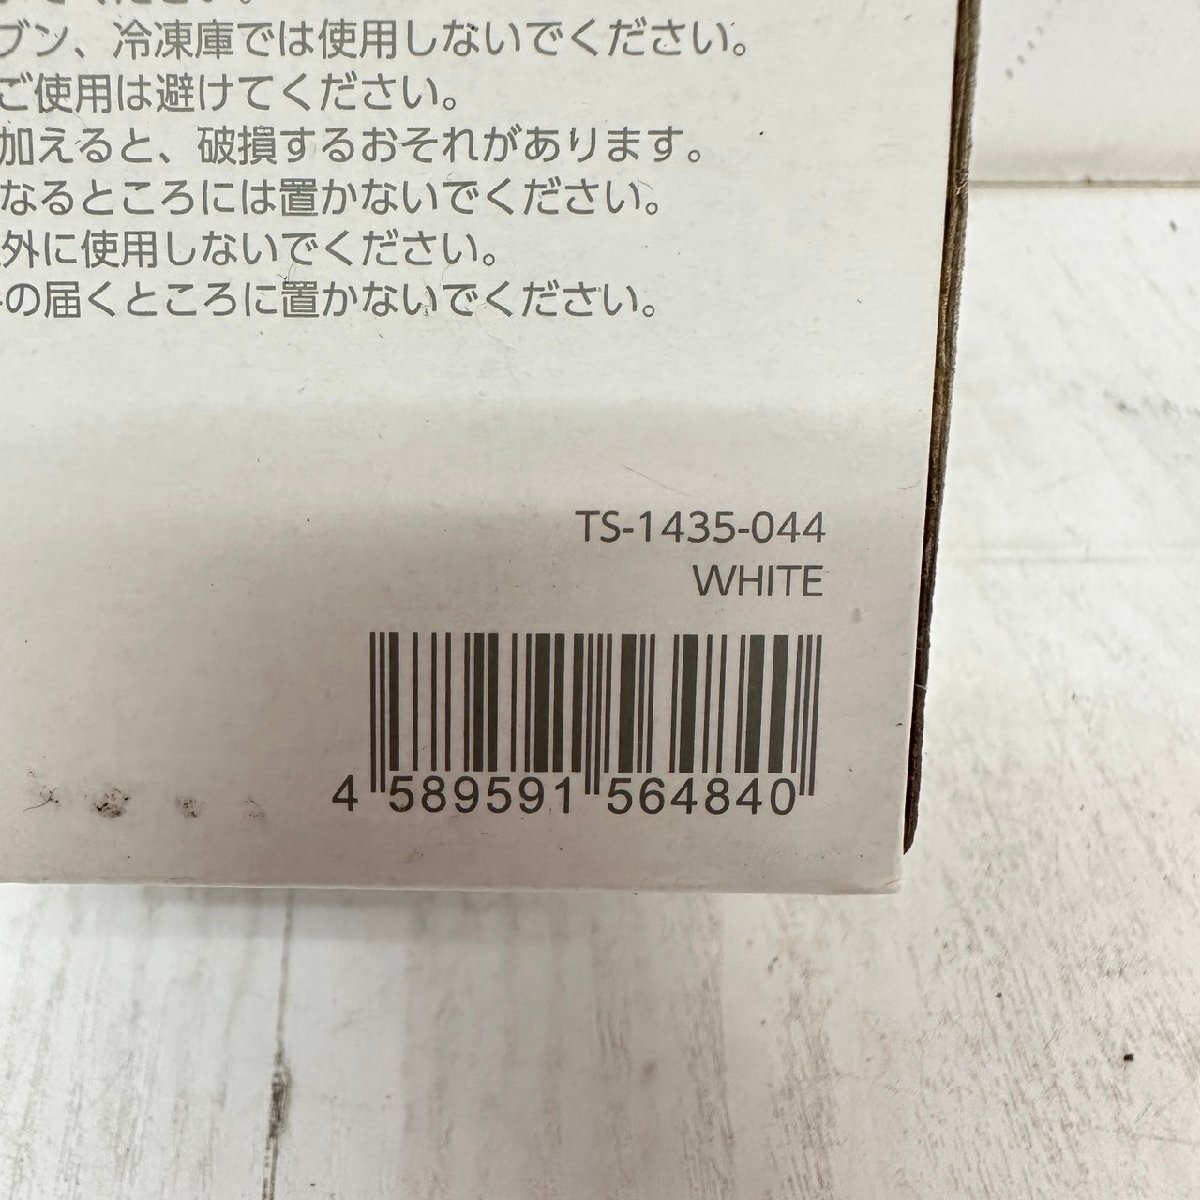 ください。
ブン、冷凍庫では使用しないでください。
ご使用は避けてください。
加えると、破損するおそれがあります。
なるところには置かないでください。
外に使用しないでください。
の届くところに置かないでください。
TS-1435-044
WHITE
4 589591 564840